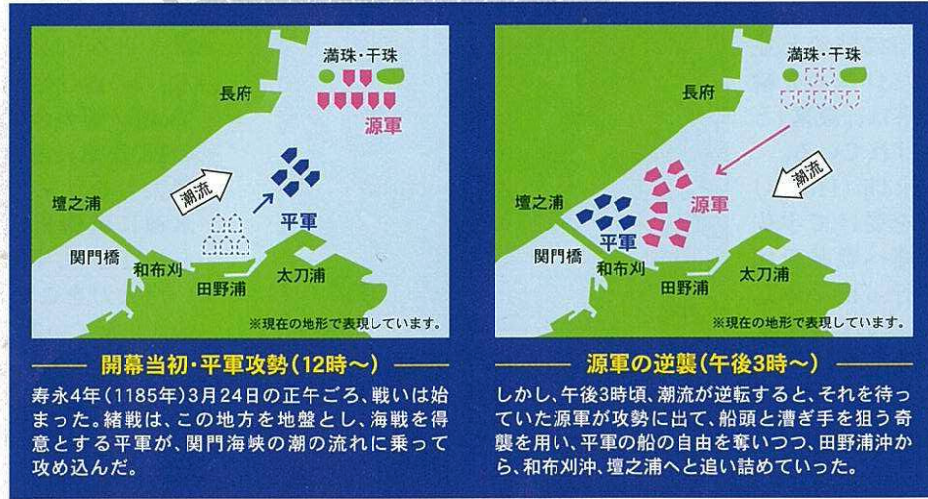 満珠・干珠
長府
源軍
潮流
平軍
壇之浦
関門橋
和布刈
田野浦
太刀浦
※現在の地形で表現しています。
開幕当初・平軍攻勢(12時〜)
寿永4年(1185年)3月24日の正午ごろ、戦いは始
まった。緒戦は、この地方を地盤とし、海戦を得
意とする平軍が、関門海峡の潮の流れに乗って
攻め込んだ。
満珠・干珠
長府
潮流
源軍
壇之浦
平軍
関門橋
和布刈
田野浦
太刀浦
※現在の地形で表現しています。
源軍の逆襲(午後3時〜)
しかし、午後3時頃、潮流が逆転すると、それを待っ
ていた源軍が攻勢に出て、船頭と漕ぎ手を狙う奇
襲を用い、平軍の船の自由を奪いつつ、田野浦沖か
ら、和布刈沖、壇之浦へと追い詰めていった。